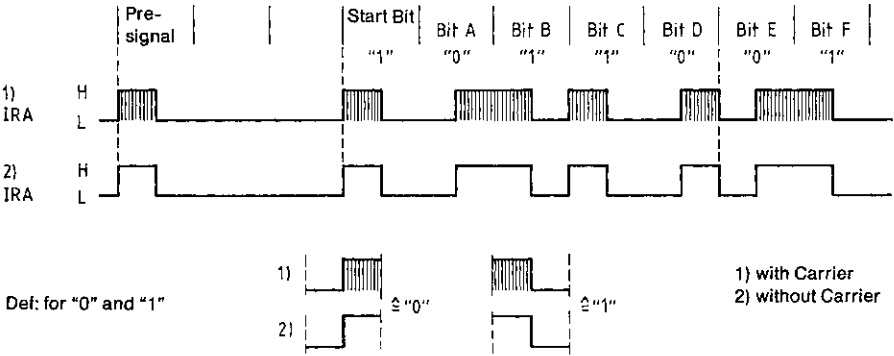 Pre-
signal
Start Bit Bit A Bit B Bit C Bit D Bit E Bit F
“1” “0” “1” “1” “0” “0” “1”
1) H
IRA L
2) H
IRA L
1)
Def: for “0” and “1” ≙“0” ≙“1”
2)
1) with Carrier
2) without Carrier